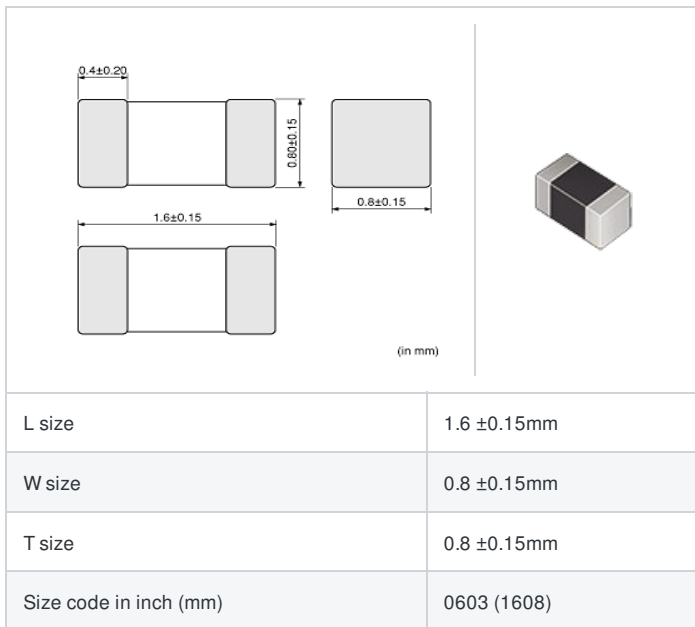 0.4±0.20
0.80±0.15
0.8±0.15
1.6±0.15
(in mm)
L size 1.6 ±0.15mm
W size 0.8 ±0.15mm
T size 0.8 ±0.15mm
Size code in inch (mm) 0603 (1608)